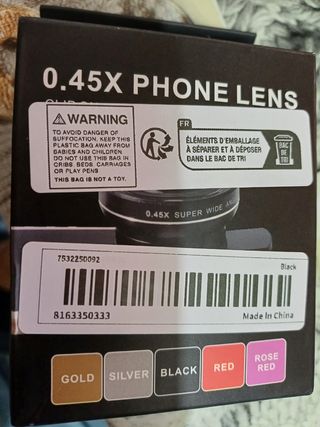 0.45X PHONE LENS
WARNING
TO AVOID DANGER OF
SUFFOCATION, KEEP THIS
PLASTIC BAG AWAY FROM
BABIES AND CHILDREN.
DO NOT USE THIS BAG IN
CRIBS. BEDS. CARRIAGES
OR PLAY PENS
THIS BAG IS NOT A TOY.
FR
ÉLÉMENTS D'EMBALLAGE
À SÉPARER ET À DÉPOSER
DANS LE BAC DE TRI
BAC
DE
TRI
0.45X SUPER WIDE
7532250092
Black
8163350333
Made In China
GOLD
SILVER
BLACK
RED
ROSE
RED